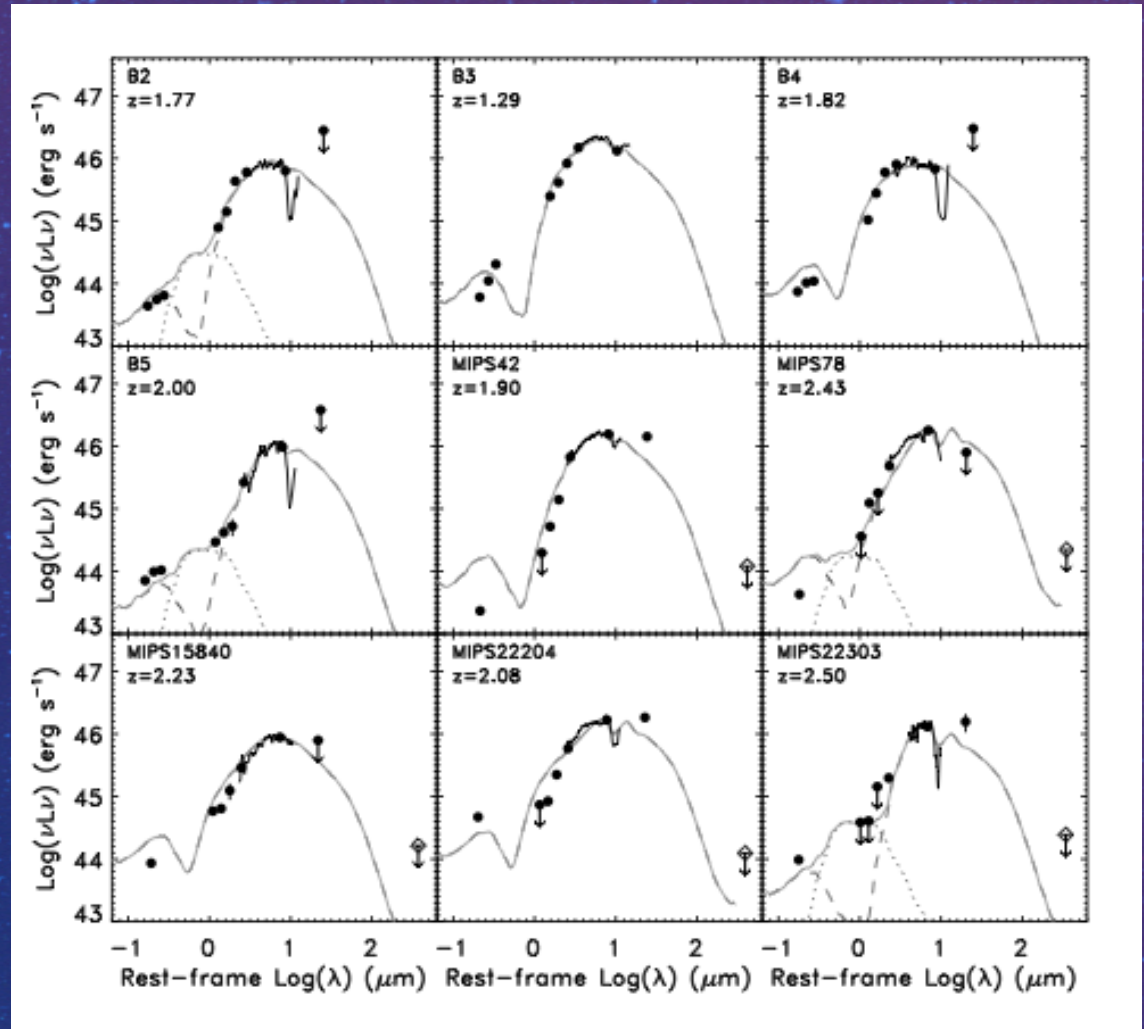 B2
z=1.77
B3
z=1.29
B4
z=1.82
47
46
45
44
43
Log(νLν) (erg s⁻¹)
B5
z=2.00
MIPS42
z=1.90
MIPS78
z=2.43
47
46
45
44
43
Log(νLν) (erg s⁻¹)
MIPS15840
z=2.23
MIPS22204
z=2.08
MIPS22303
z=2.50
47
46
45
44
43
Log(νLν) (erg s⁻¹)
−1 0 1 2 −1 0 1 2 −1 0 1 2
Rest-frame Log(λ) (μm) Rest-frame Log(λ) (μm) Rest-frame Log(λ) (μm)